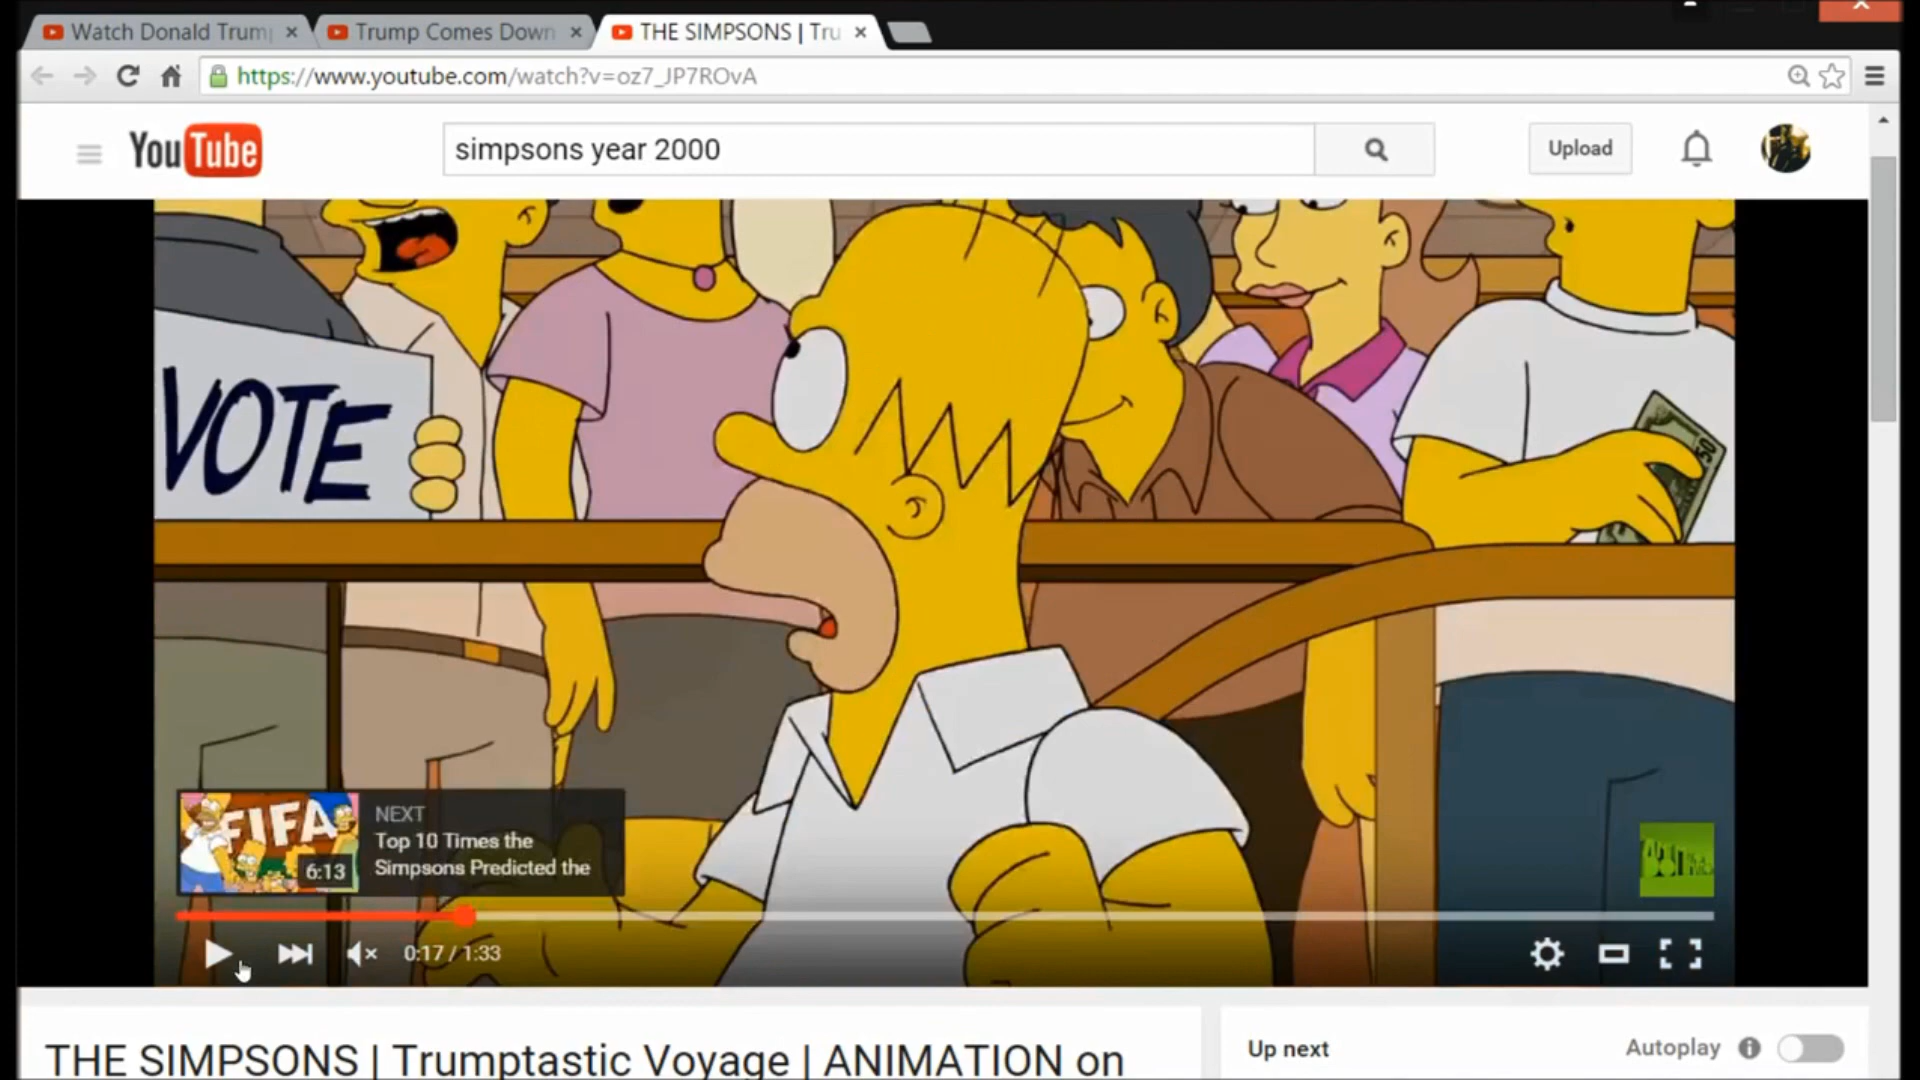 Watch Donald Trum
Trump Comes Down
THE SIMPSONS | Tru
https://www.youtube.com/watch?v=oz7_JP7ROvA
YouTube
simpsons year 2000
Upload
VOTE
50
FIFA
6:13
NEXT
Top 10 Times the
Simpsons Predicted the
0:17 / 1:33
THE SIMPSONS | Trumptastic Voyage | ANIMATION on
Up next
Autoplay